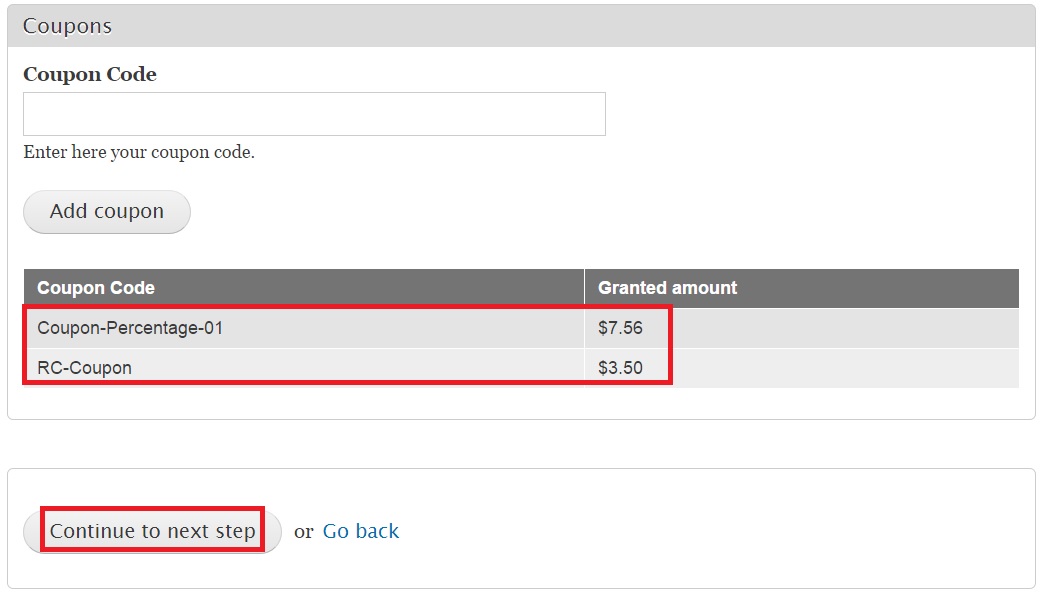 Coupons
Coupon Code
Enter here your coupon code.
Add coupon
Coupon Code Granted amount
Coupon-Percentage-01 $7.56
RC-Coupon $3.50
Continue to next step or Go back